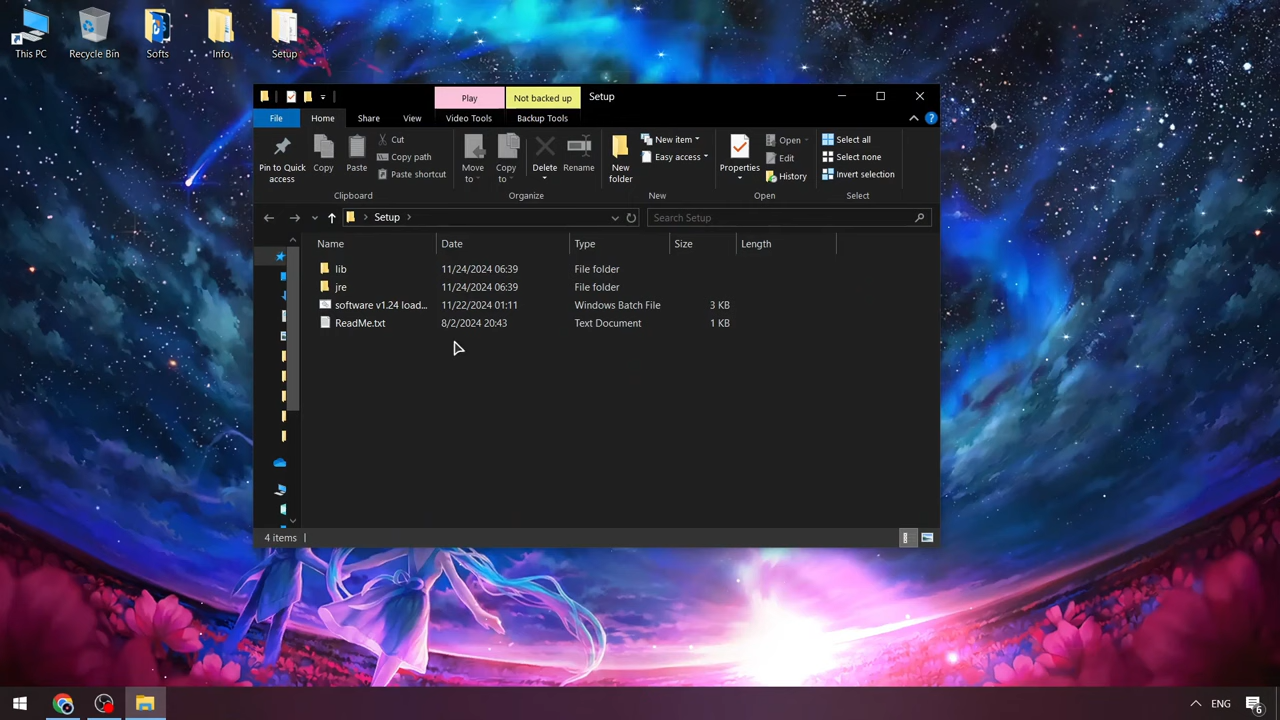 This PC
Recycle Bin
Softs
Info
Setup
Play
Not backed up
Setup
File
Home
Share
View
Video Tools
Backup Tools
Pin to Quick access
Copy
Paste
Cut
Copy path
Paste shortcut
Move to
Copy to
Delete
Rename
New folder
New item
Easy access
Properties
Open
Edit
History
Select all
Select none
Invert selection
Clipboard
Organize
New
Open
Select
Setup
Search Setup
Name Date Type Size Length
lib 11/24/2024 06:39 File folder
jre 11/24/2024 06:39 File folder
software v1.24 load... 11/22/2024 01:11 Windows Batch File 3 KB
ReadMe.txt 8/2/2024 20:43 Text Document 1 KB
4 items
ENG
6